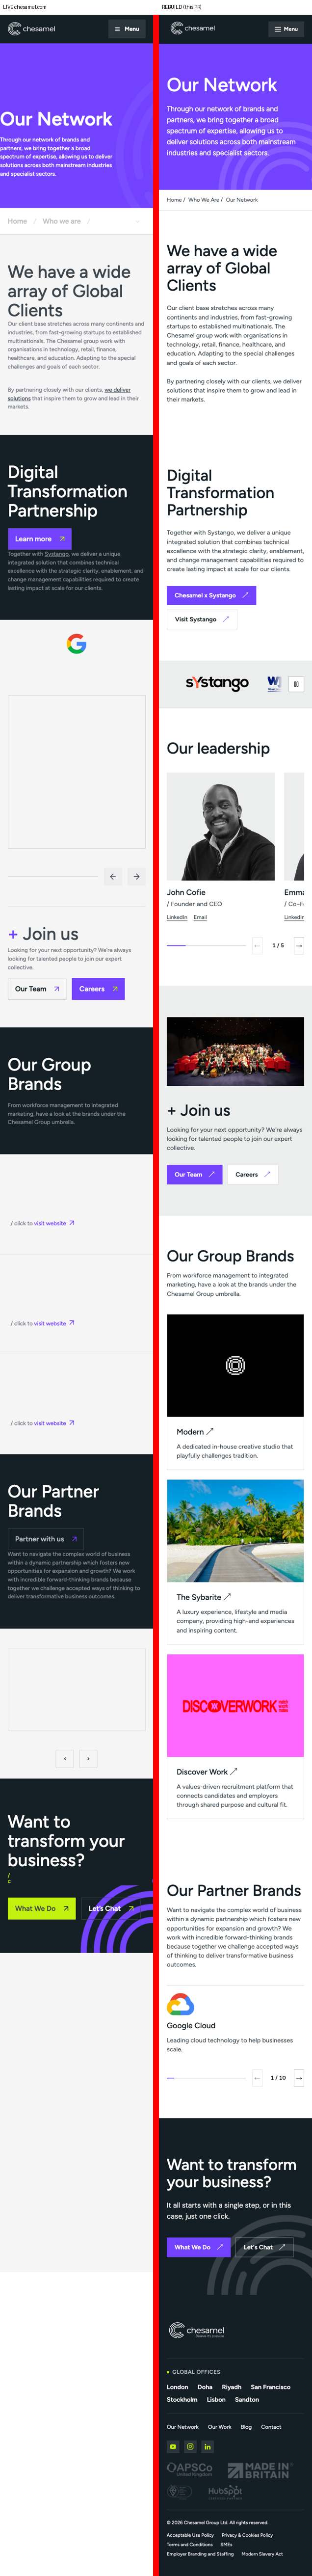 LIVE chesamel.com
chesamel
Menu
Our Network
Through our network of brands and
partners, we bring together a broad
spectrum of expertise, allowing us to deliver
solutions across both mainstream industries
and specialist sectors.
Home / Who we are /
We have a wide
array of Global
Clients
Our client base stretches across many continents and
industries, from fast-growing startups to established
multinationals. The Chesamel group work with
organisations in technology, retail, finance,
healthcare, and education. Adapting to the special
challenges and goals of each sector.
By partnering closely with our clients, we deliver
solutions that inspire them to grow and lead in their
markets.
Digital
Transformation
Partnership
Learn more
Together with Systango, we deliver a unique
integrated solution that combines technical
excellence with the strategic clarity, enablement, and
change management capabilities required to create
lasting impact at scale for our clients.
+ Join us
Looking for your next opportunity? We're always
looking for talented people to join our expert
collective.
Our Team
Careers
Our Group
Brands
From workforce management to integrated
marketing, have a look at the brands under the
Chesamel Group umbrella.
/ click to visit website
/ click to visit website
/ click to visit website
Our Partner
Brands
Partner with us
Want to navigate the complex world of business
within a dynamic partnership which fosters new
opportunities for expansion and growth? We work
with incredible forward-thinking brands because
together we challenge accepted ways of thinking to
deliver transformative business outcomes.
Want to
transform your
business?
What We Do
Let's Chat
REBUILD (this PR)
chesamel
Menu
Our Network
Through our network of brands and
partners, we bring together a broad
spectrum of expertise, allowing us to
deliver solutions across both mainstream
industries and specialist sectors.
Home / Who We Are / Our Network
We have a wide
array of Global
Clients
Our client base stretches across many
continents and industries, from fast-growing
startups to established multinationals. The
Chesamel group work with organisations in
technology, retail, finance, healthcare, and
education. Adapting to the special challenges
and goals of each sector.
By partnering closely with our clients, we deliver
solutions that inspire them to grow and lead in
their markets.
Digital
Transformation
Partnership
Together with Systango, we deliver a unique
integrated solution that combines technical
excellence with the strategic clarity, enablement,
and change management capabilities required to
create lasting impact at scale for our clients.
Chesamel x Systango
Visit Systango
sYstango
Our leadership
John Cofie
/ Founder and CEO
LinkedIn Email
Emma
1 / 5
+ Join us
Looking for your next opportunity? We're always
looking for talented people to join our expert
collective.
Our Team
Careers
Our Group Brands
From workforce management to integrated
marketing, have a look at the brands under the
Chesamel Group umbrella.
Modern
A dedicated in-house creative studio that
playfully challenges tradition.
The Sybarite
A luxury experience, lifestyle and media
company, providing high-end experiences
and inspiring content.
DISCOVERWORK
Discover Work
A values-driven recruitment platform that
connects candidates and employers
through shared purpose and cultural fit.
Our Partner Brands
Want to navigate the complex world of business
within a dynamic partnership which fosters new
opportunities for expansion and growth? We
work with incredible forward-thinking brands
because together we challenge accepted ways
of thinking to deliver transformative business
outcomes.
Google Cloud
Leading cloud technology to help businesses
scale.
1 / 10
Want to transform
your business?
It all starts with a single step, or in this
case, just one click.
What We Do
Let's Chat
chesamel
GLOBAL OFFICES
London Doha Riyadh San Francisco
Stockholm Lisbon Sandton
Our Network Our Work Blog Contact
APSCo
United Kingdom
MADE IN
BRITAIN
HubSpot
© 2026 Chesamel Group Ltd. All rights reserved.
Acceptable Use Policy Privacy & Cookies Policy
Terms and Conditions SMEs
Employer Branding and Staffing Modern Slavery Act